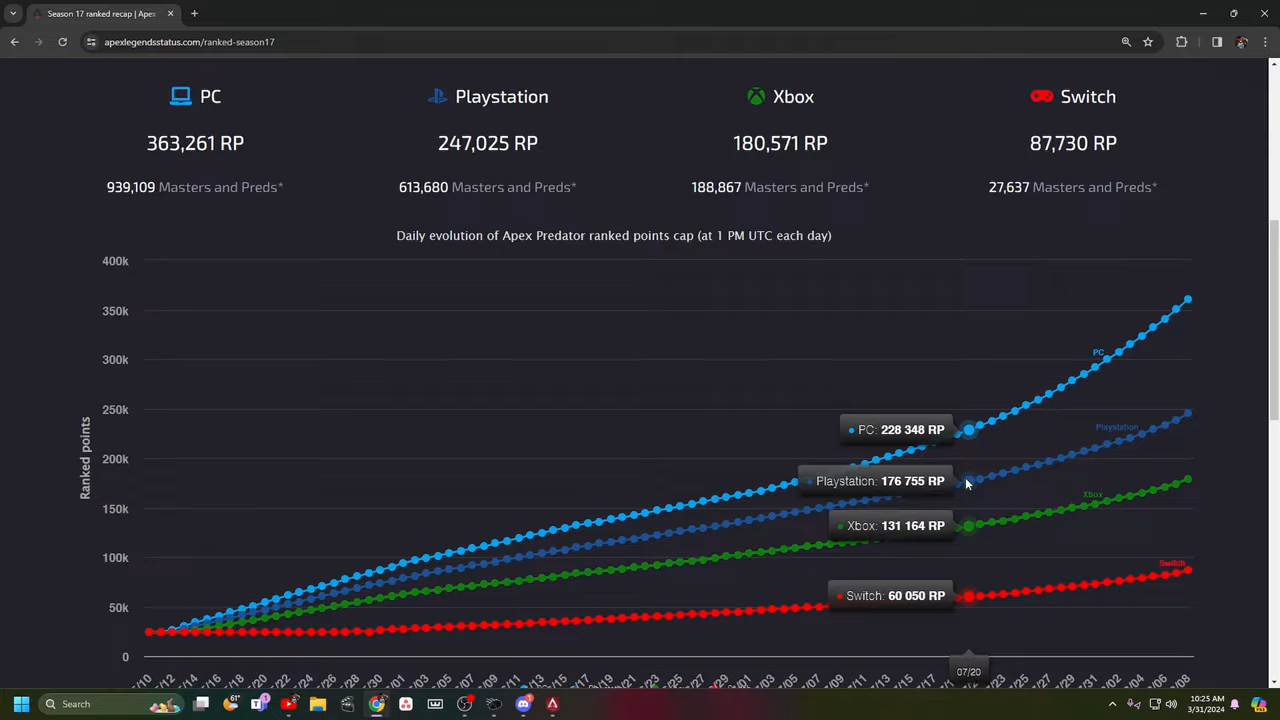 Season 17 ranked recap | Apex
apexlegendsstatus.com/ranked-season17
PC
Playstation
Xbox
Switch
363,261 RP
247,025 RP
180,571 RP
87,730 RP
939,109 Masters and Preds*
613,680 Masters and Preds*
188,867 Masters and Preds*
27,637 Masters and Preds*
Daily evolution of Apex Predator ranked points cap (at 1 PM UTC each day)
400k
350k
300k
250k
200k
150k
100k
50k
0
Ranked points
PC
Playstation
Xbox
Switch
PC: 228 348 RP
Playstation: 176 755 RP
Xbox: 131 164 RP
Switch: 60 050 RP
07/20
Search
61°
10:25 AM
3/31/2024